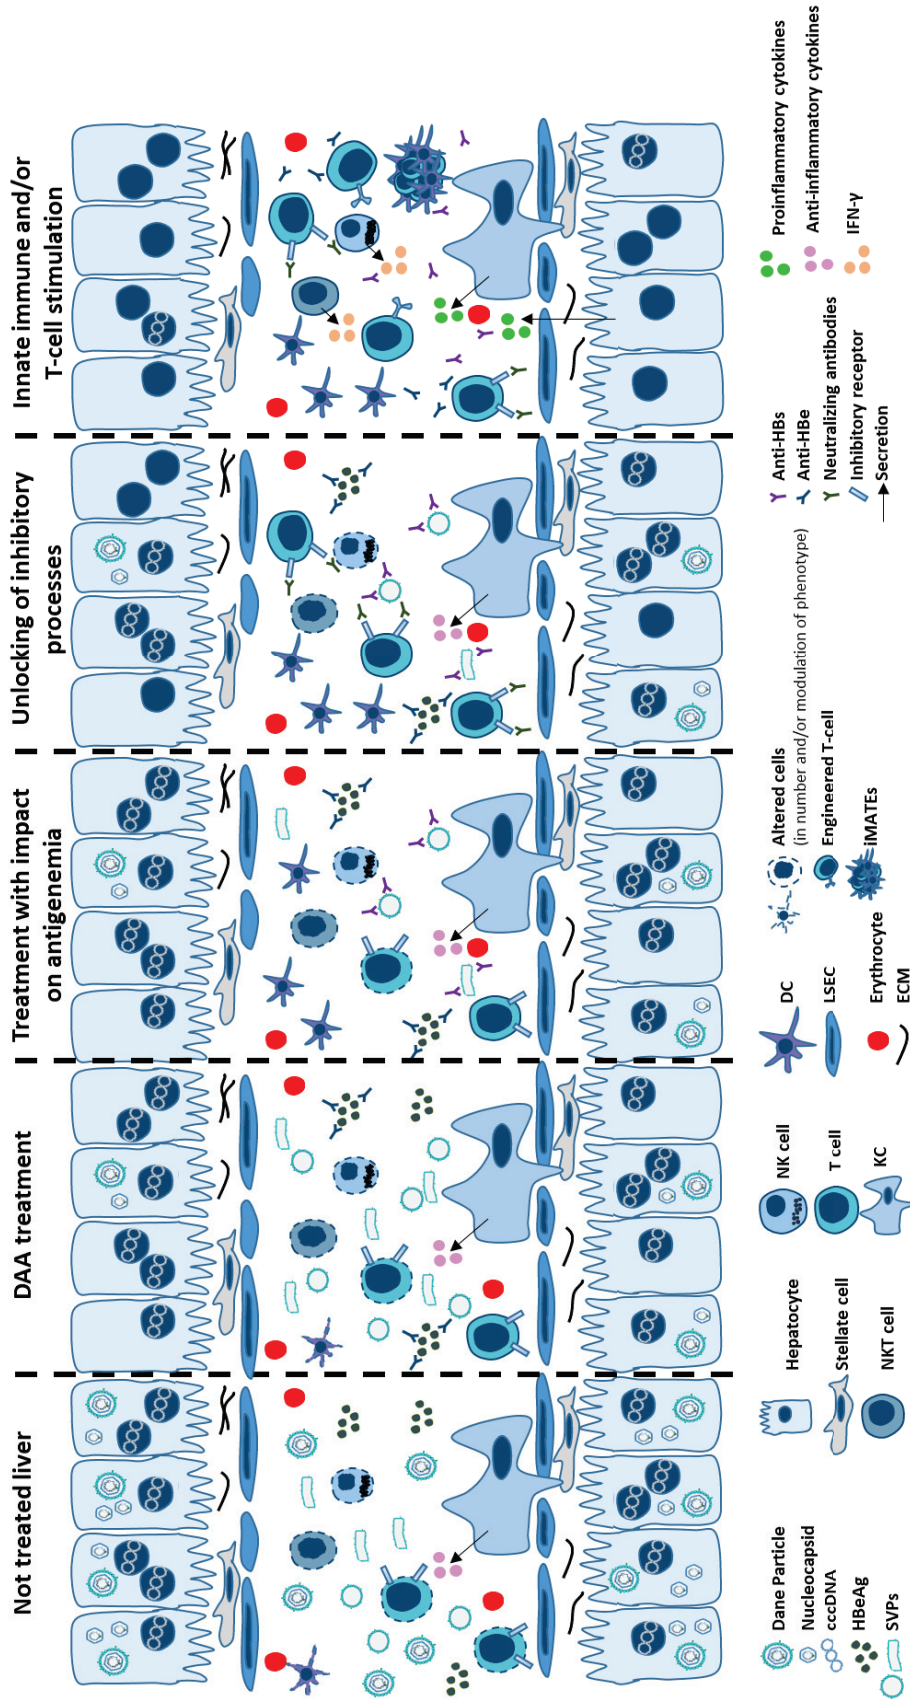 Not treated liver
DAA treatment
Treatment with impact
on antigenemia
Unlocking of inhibitory
processes
Innate immune and/or
T-cell stimulation
Dane Particle
Nucleocapsid
cccDNA
HBeAg
SVPs
Hepatocyte
Stellate cell
NKT cell
NK cell
T cell
KC
DC
LSEC
Erythrocyte
ECM
Altered cells
(in number and/or modulation of phenotype)
Engineered T-cell
iMATEs
Anti-HBs
Anti-HBe
Neutralizing antibodies
Inhibitory receptor
Secretion
Proinflammatory cytokines
Anti-inflammatory cytokines
IFN-γ